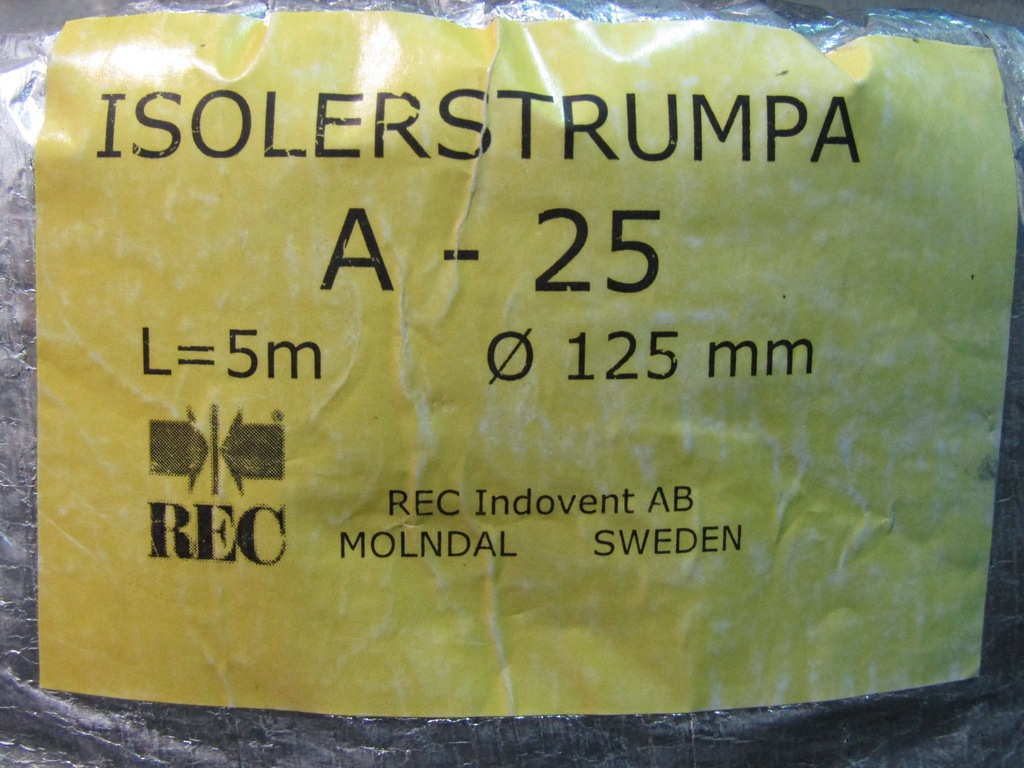 ISOLERSTRUMPA
A - 25
L=5m Ø 125 mm
REC
REC Indovent AB
MOLNDAL SWEDEN